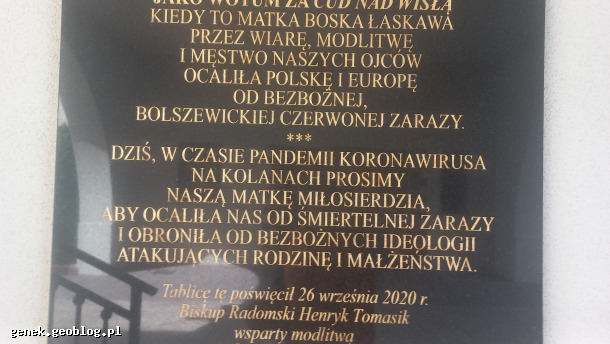 JAKO WOTUM ZA CUD NAD WISŁĄ
KIEDY TO MATKA BOSKA ŁASKAWA
PRZEZ WIARĘ, MODLITWĘ
I MĘSTWO NASZYCH OJCÓW
OCALIŁA POLSKĘ I EUROPĘ
OD BEZBOŻNEJ,
BOLSZEWICKIEJ CZERWONEJ ZARAZY.
***
DZIŚ, W CZASIE PANDEMII KORONAWIRUSA
NA KOLANACH PROSIMY
NASZĄ MATKĘ MIŁOSIERDZIA,
ABY OCALIŁA NAS OD ŚMIERTELNEJ ZARAZY
I OBRONIŁA OD BEZBOŻNYCH IDEOLOGII
ATAKUJĄCYCH RODZINĘ I MAŁŻEŃSTWA.
Tablicę tę poświęcił 26 września 2020 r.
Biskup Radomski Henryk Tomasik
wsparty modlitwą
genek.geoblog.pl